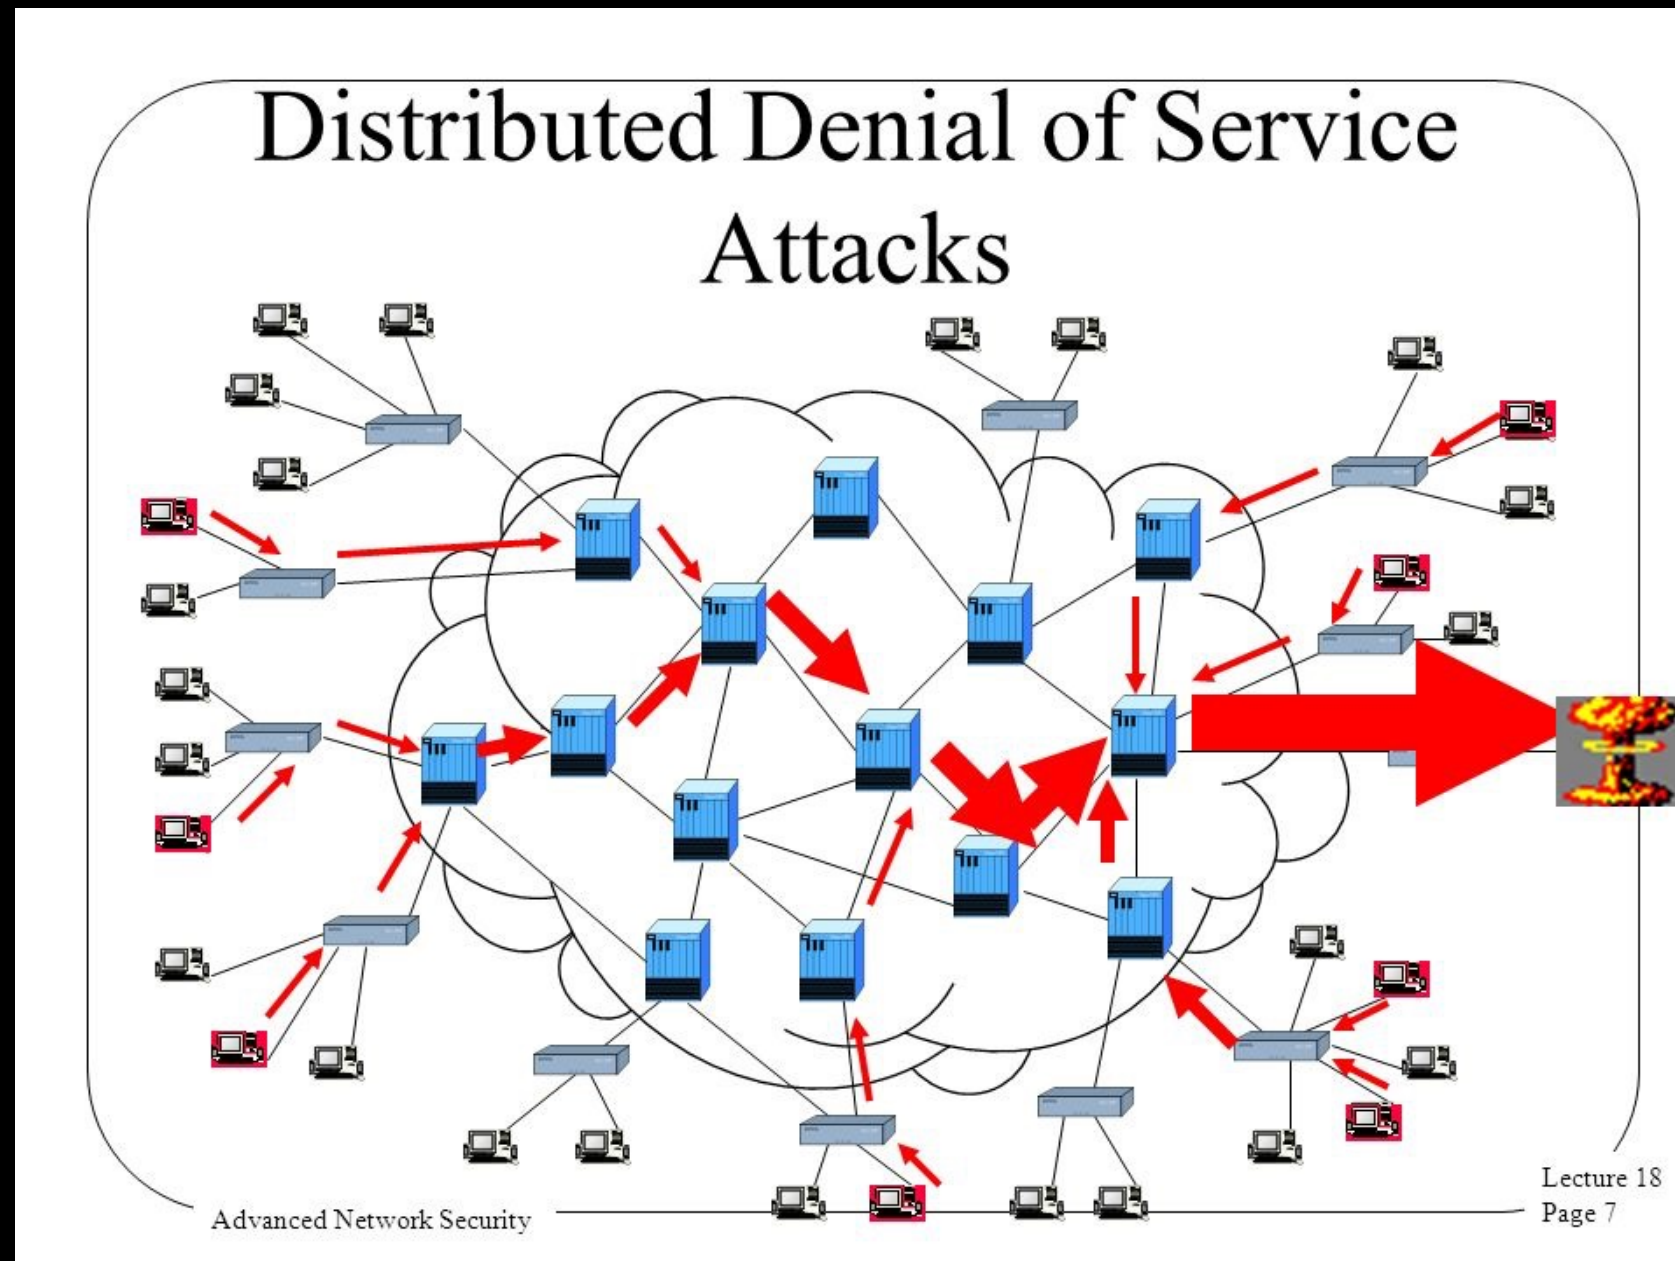 Distributed Denial of Service
Attacks
Advanced Network Security
Lecture 18
Page 7